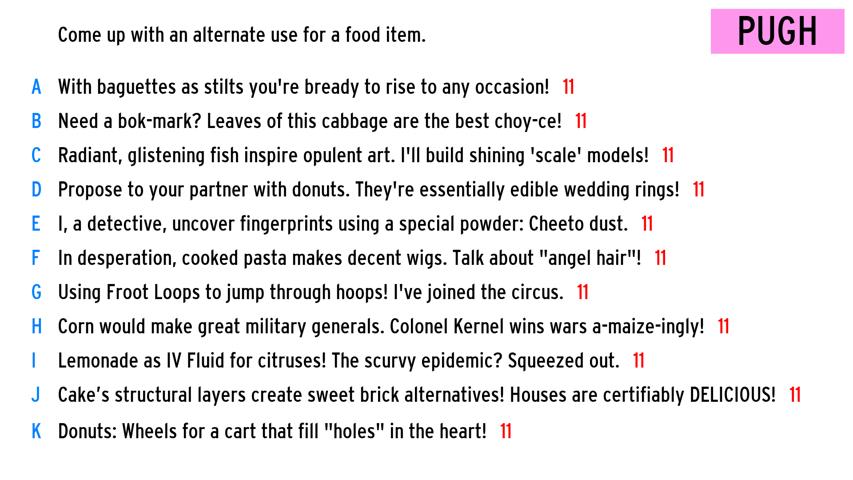 Come up with an alternate use for a food item.
PUGH
A With baguettes as stilts you're bready to rise to any occasion! 11
B Need a bok-mark? Leaves of this cabbage are the best choy-ce! 11
C Radiant, glistening fish inspire opulent art. I'll build shining 'scale' models! 11
D Propose to your partner with donuts. They're essentially edible wedding rings! 11
E I, a detective, uncover fingerprints using a special powder: Cheeto dust. 11
F In desperation, cooked pasta makes decent wigs. Talk about "angel hair"! 11
G Using Froot Loops to jump through hoops! I've joined the circus. 11
H Corn would make great military generals. Colonel Kernel wins wars a-maize-ingly! 11
I Lemonade as IV Fluid for citruses! The scurvy epidemic? Squeezed out. 11
J Cake’s structural layers create sweet brick alternatives! Houses are certifiably DELICIOUS! 11
K Donuts: Wheels for a cart that fill "holes" in the heart! 11